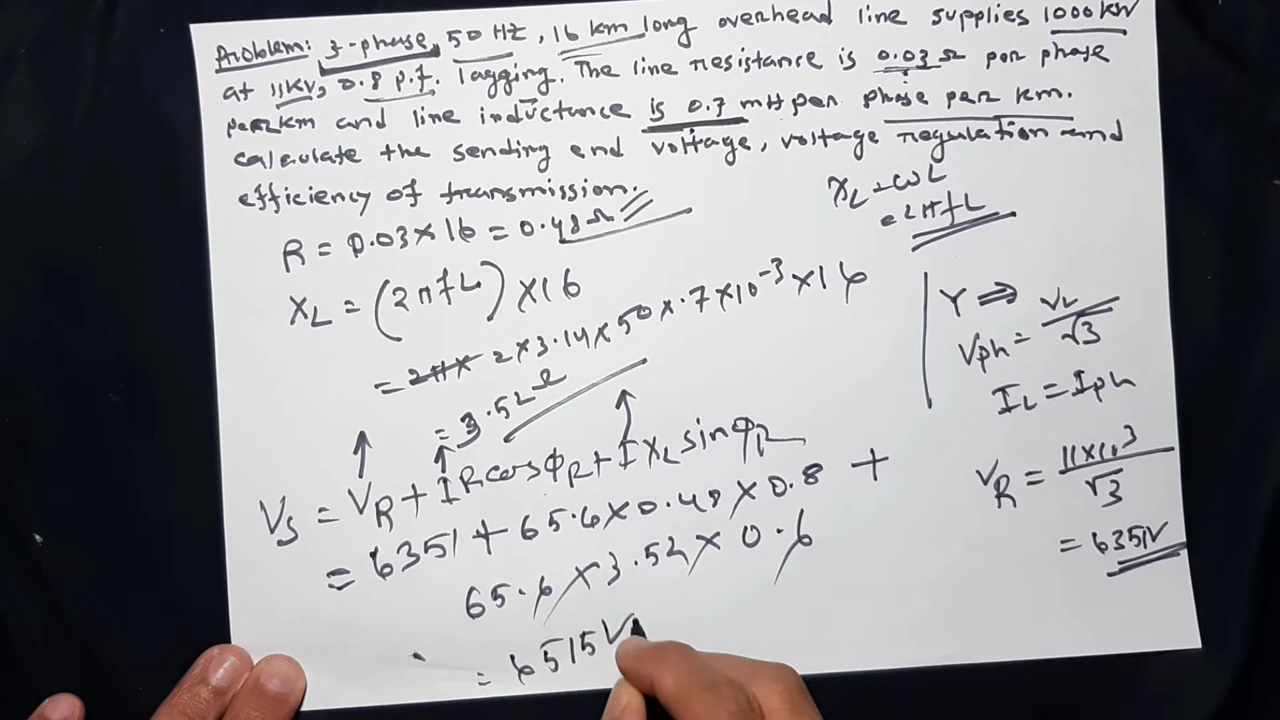 Problem: 3-phase, 50 HZ, 16 km long overhead line supplies 1000 kW
at 11KV, 0.8 p.f. lagging. The line resistance is 0.03 Ω per phase
per km and line inductance is 0.7 mH per phase per km.
calculate the sending end voltage, voltage regulation and
efficiency of transmission.
XL = ωL
= 2πfL
R = 0.03 × 16 = 0.48 Ω
XL = (2πfL) × 16
= 2 × 3.14 × 50 × .7 × 10⁻³ × 16
= 3.52 Ω
Y ⇒
Vph = VL/√3
IL = Iph
VR = 11×10³/√3
= 6351V
VS = VR + IR cosϕR + IXL sinϕR
= 6351 + 65.6 × 0.48 × 0.8 +
65.6 × 3.52 × 0.6
= 6515 V